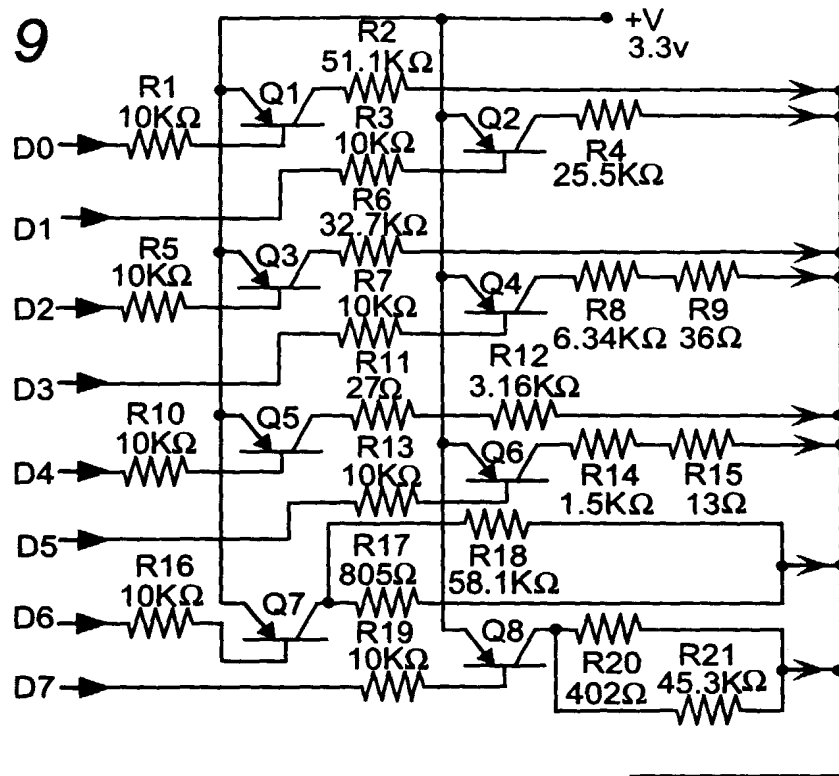 9
+V
3.3v
R2
51.1KΩ
R1
10KΩ
Q1
D0
R3
10KΩ
Q2
R4
25.5KΩ
D1
R6
32.7KΩ
R5
10KΩ
Q3
D2
R7
10KΩ
Q4
R8
6.34KΩ
R9
36Ω
D3
R11
27Ω
R12
3.16KΩ
R10
10KΩ
Q5
D4
R13
10KΩ
Q6
R14
1.5KΩ
R15
13Ω
D5
R18
58.1KΩ
R17
805Ω
R16
10KΩ
Q7
D6
R19
10KΩ
Q8
R20
402Ω
R21
45.3KΩ
D7